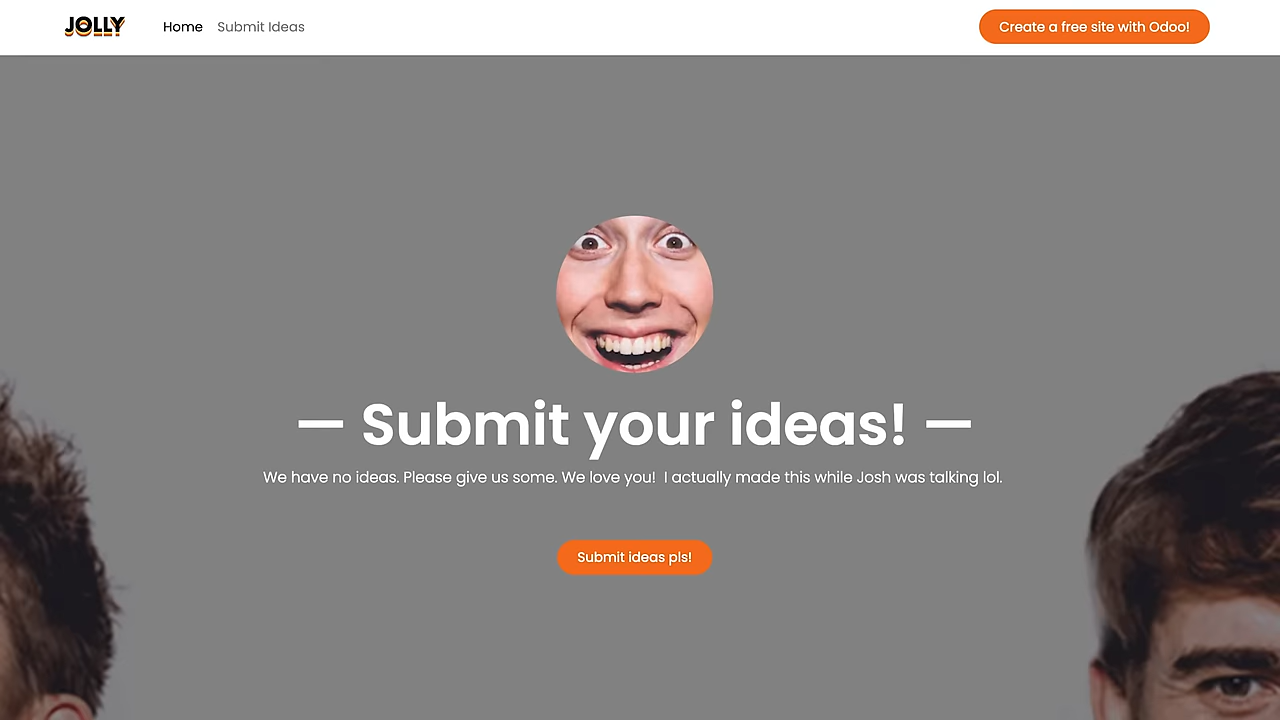 JOLLY
Home
Submit Ideas
Create a free site with Odoo!
— Submit your ideas! —
We have no ideas. Please give us some. We love you!  I actually made this while Josh was talking lol.
Submit ideas pls!